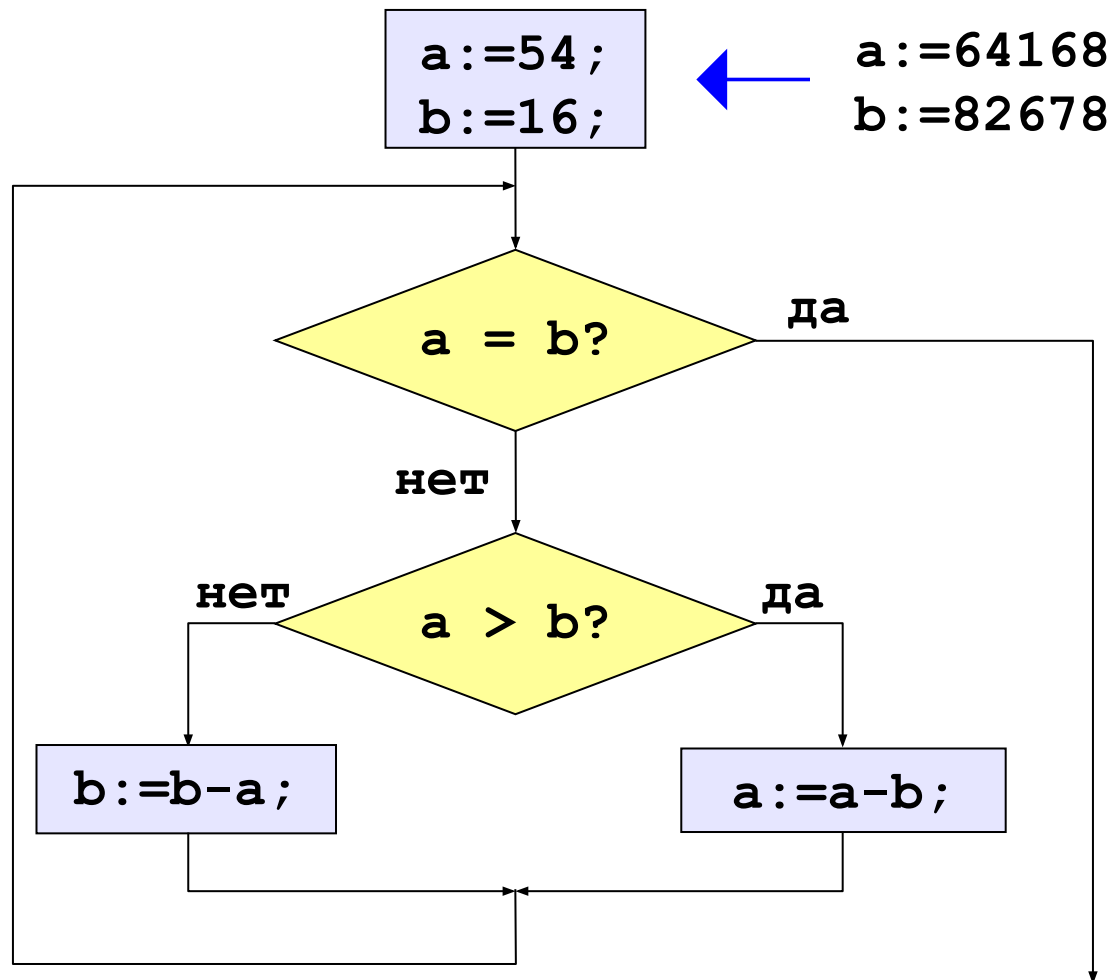 a:=54;
b:=16;
a:=64168
b:=82678
a = b?
да
нет
a > b?
нет
да
b:=b-a;
a:=a-b;